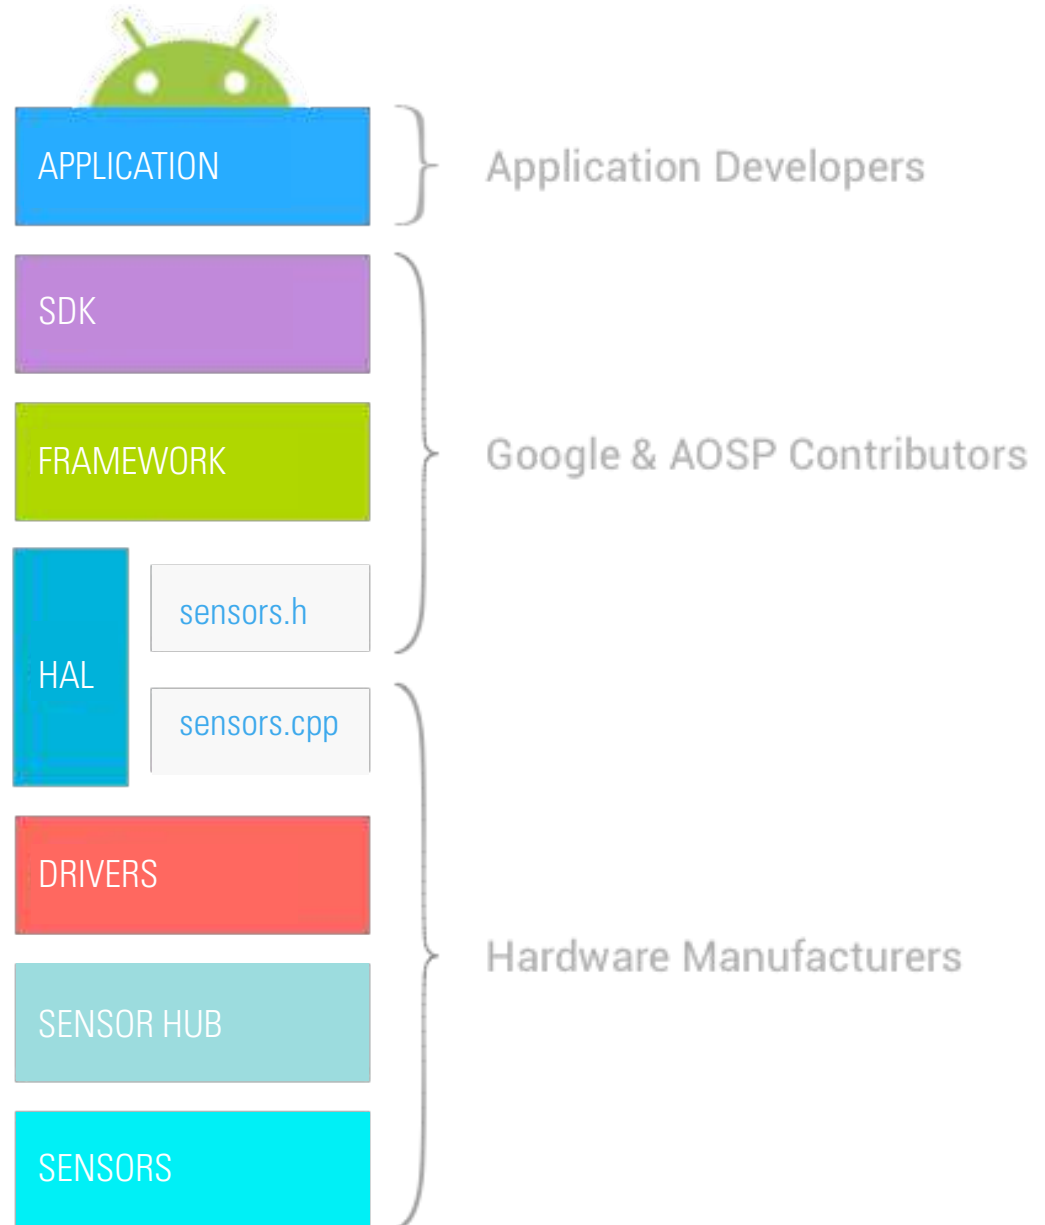 APPLICATION
Application Developers
SDK
FRAMEWORK
Google & AOSP Contributors
HAL
sensors.h
sensors.cpp
DRIVERS
Hardware Manufacturers
SENSOR HUB
SENSORS